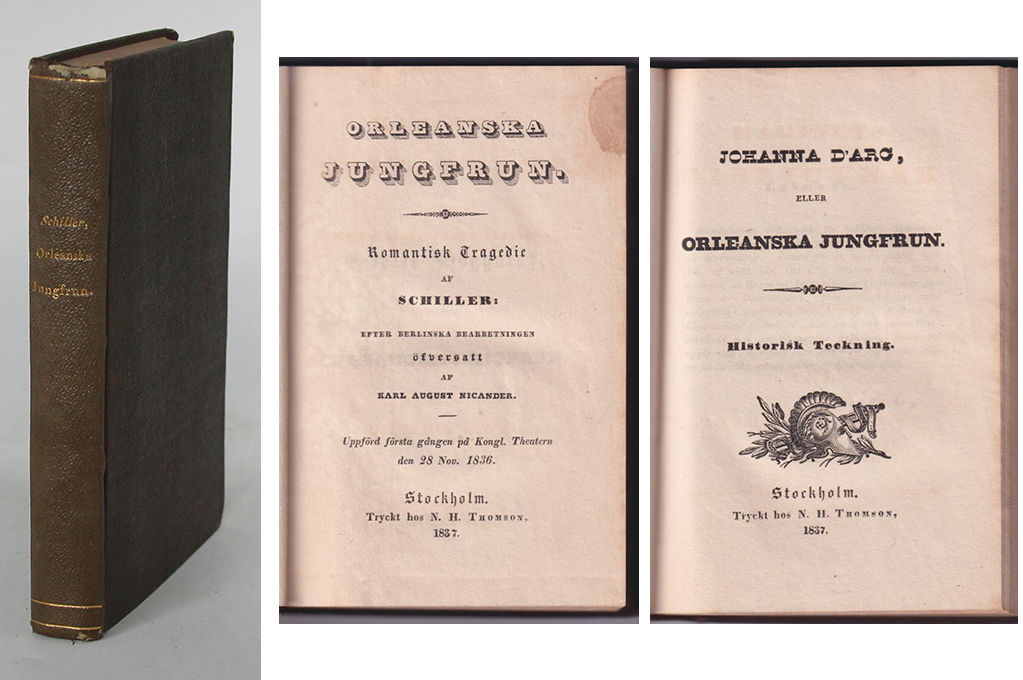 Schiller,
Orleanska
Jungfrun.
ORLEANSKA
JUNGFRUN.
Romantisk Tragedie
AF
SCHILLER:
EFTER BERLINSKA BEARBETNINGEN
öfversatt
AF
KARL AUGUST NICANDER.
Uppförd första gången på Kongl. Theatern
den 28 Nov. 1836.
Stockholm.
Tryckt hos N. H. THOMSON,
1837.
JOHANNA D'ARC,
ELLER
ORLEANSKA JUNGFRUN.
Historisk Teckning.
Stockholm.
Tryckt hos N. H. THOMSON,
1837.